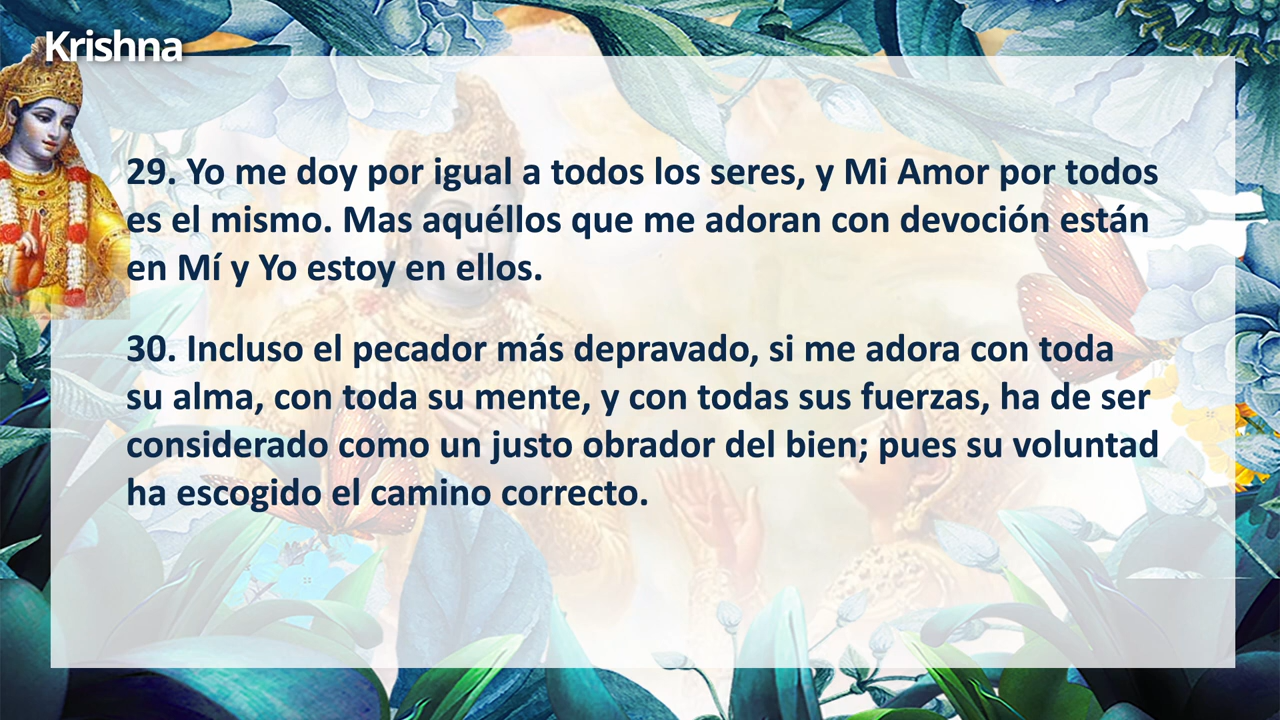 Krishna
29. Yo me doy por igual a todos los seres, y Mi Amor por todos
es el mismo. Mas aquéllos que me adoran con devoción están
en Mí y Yo estoy en ellos.
30. Incluso el pecador más depravado, si me adora con toda
su alma, con toda su mente, y con todas sus fuerzas, ha de ser
considerado como un justo obrador del bien; pues su voluntad
ha escogido el camino correcto.